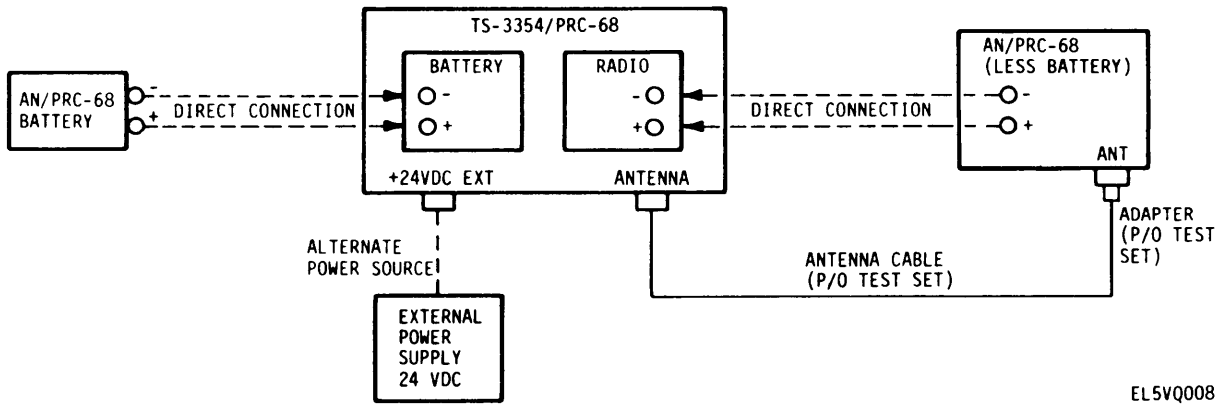 TS-3354/PRC-68
AN/PRC-68
BATTERY
-
+
DIRECT CONNECTION
BATTERY
-
+
RADIO
-
+
DIRECT CONNECTION
AN/PRC-68
(LESS BATTERY)
-
+
ANT
+24VDC EXT
ANTENNA
ALTERNATE
POWER SOURCE
EXTERNAL
POWER
SUPPLY
24 VDC
ANTENNA CABLE
(P/O TEST SET)
ADAPTER
(P/O TEST
SET)
EL5VQ008